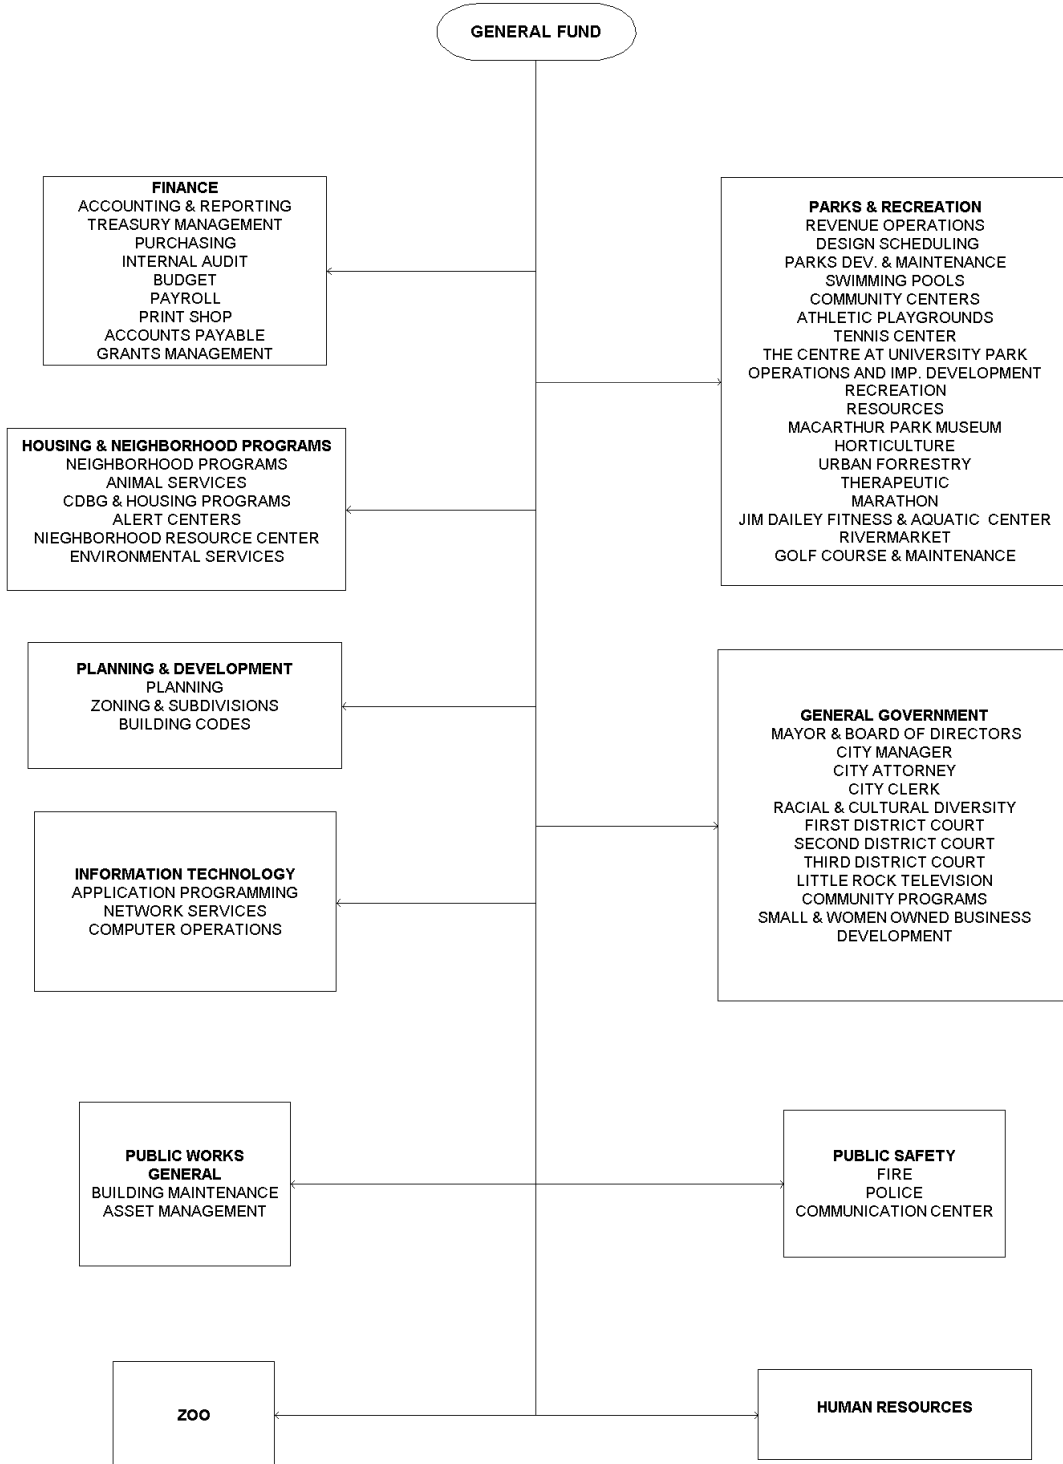 GENERAL FUND
FINANCE
ACCOUNTING & REPORTING
TREASURY MANAGEMENT
PURCHASING
INTERNAL AUDIT
BUDGET
PAYROLL
PRINT SHOP
ACCOUNTS PAYABLE
GRANTS MANAGEMENT
PARKS & RECREATION
REVENUE OPERATIONS
DESIGN SCHEDULING
PARKS DEV. & MAINTENANCE
SWIMMING POOLS
COMMUNITY CENTERS
ATHLETIC PLAYGROUNDS
TENNIS CENTER
THE CENTRE AT UNIVERSITY PARK
OPERATIONS AND IMP. DEVELOPMENT
RECREATION
RESOURCES
MACARTHUR PARK MUSEUM
HORTICULTURE
URBAN FORRESTRY
THERAPEUTIC
MARATHON
JIM DAILEY FITNESS & AQUATIC CENTER
RIVERMARKET
GOLF COURSE & MAINTENANCE
HOUSING & NEIGHBORHOOD PROGRAMS
NEIGHBORHOOD PROGRAMS
ANIMAL SERVICES
CDBG & HOUSING PROGRAMS
ALERT CENTERS
NIEGHBORHOOD RESOURCE CENTER
ENVIRONMENTAL SERVICES
PLANNING & DEVELOPMENT
PLANNING
ZONING & SUBDIVISIONS
BUILDING CODES
GENERAL GOVERNMENT
MAYOR & BOARD OF DIRECTORS
CITY MANAGER
CITY ATTORNEY
CITY CLERK
RACIAL & CULTURAL DIVERSITY
FIRST DISTRICT COURT
SECOND DISTRICT COURT
THIRD DISTRICT COURT
LITTLE ROCK TELEVISION
COMMUNITY PROGRAMS
SMALL & WOMEN OWNED BUSINESS
DEVELOPMENT
INFORMATION TECHNOLOGY
APPLICATION PROGRAMMING
NETWORK SERVICES
COMPUTER OPERATIONS
PUBLIC WORKS
GENERAL
BUILDING MAINTENANCE
ASSET MANAGEMENT
PUBLIC SAFETY
FIRE
POLICE
COMMUNICATION CENTER
ZOO
HUMAN RESOURCES